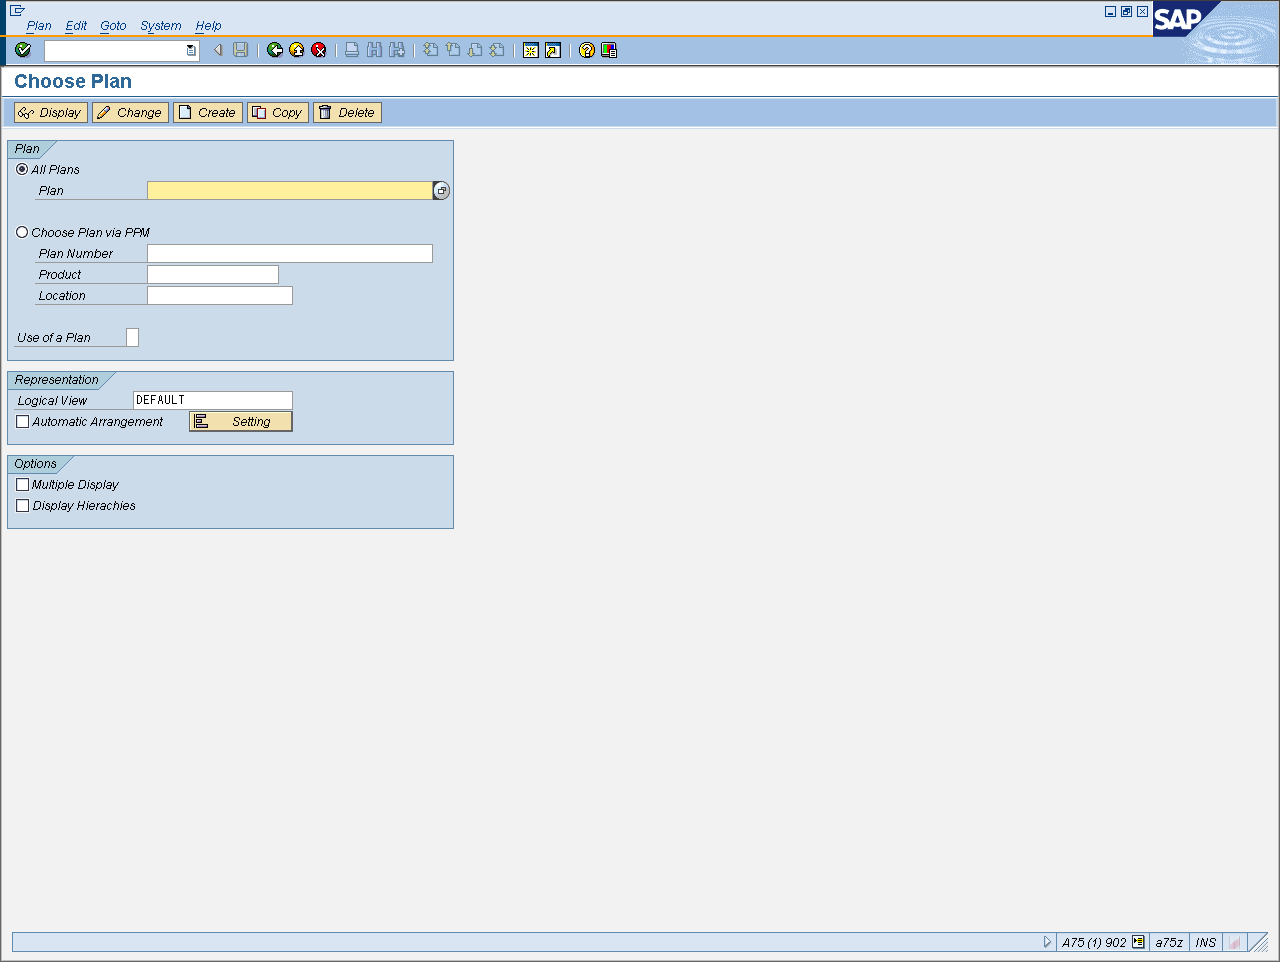 Plan Edit Goto System Help
SAP
Choose Plan
Display Change Create Copy Delete
Plan
All Plans
Plan
Choose Plan via PPM
Plan Number
Product
Location
Use of a Plan
Representation
Logical View DEFAULT
Automatic Arrangement Setting
Options
Multiple Display
Display Hierachies
A75 (1) 902 a75z INS